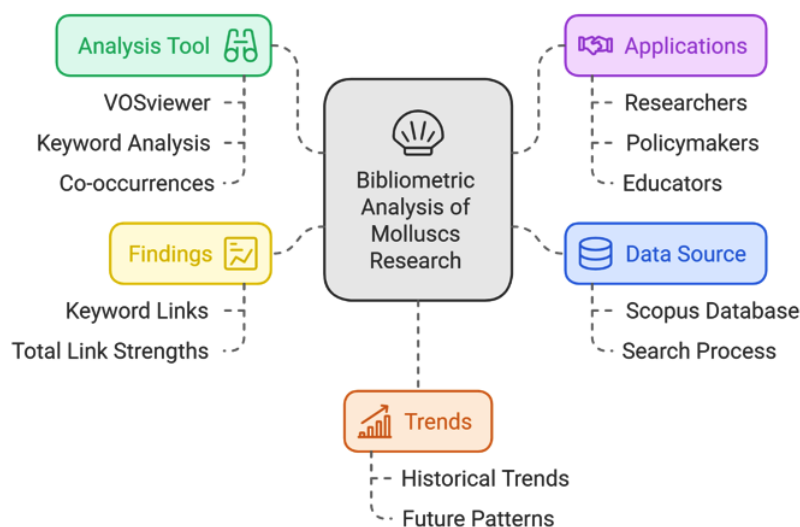 Analysis Tool
VOSviewer
Keyword Analysis
Co-occurrences
Findings
Keyword Links
Total Link Strengths
Bibliometric
Analysis of
Molluscs
Research
Applications
Researchers
Policymakers
Educators
Data Source
Scopus Database
Search Process
Trends
Historical Trends
Future Patterns